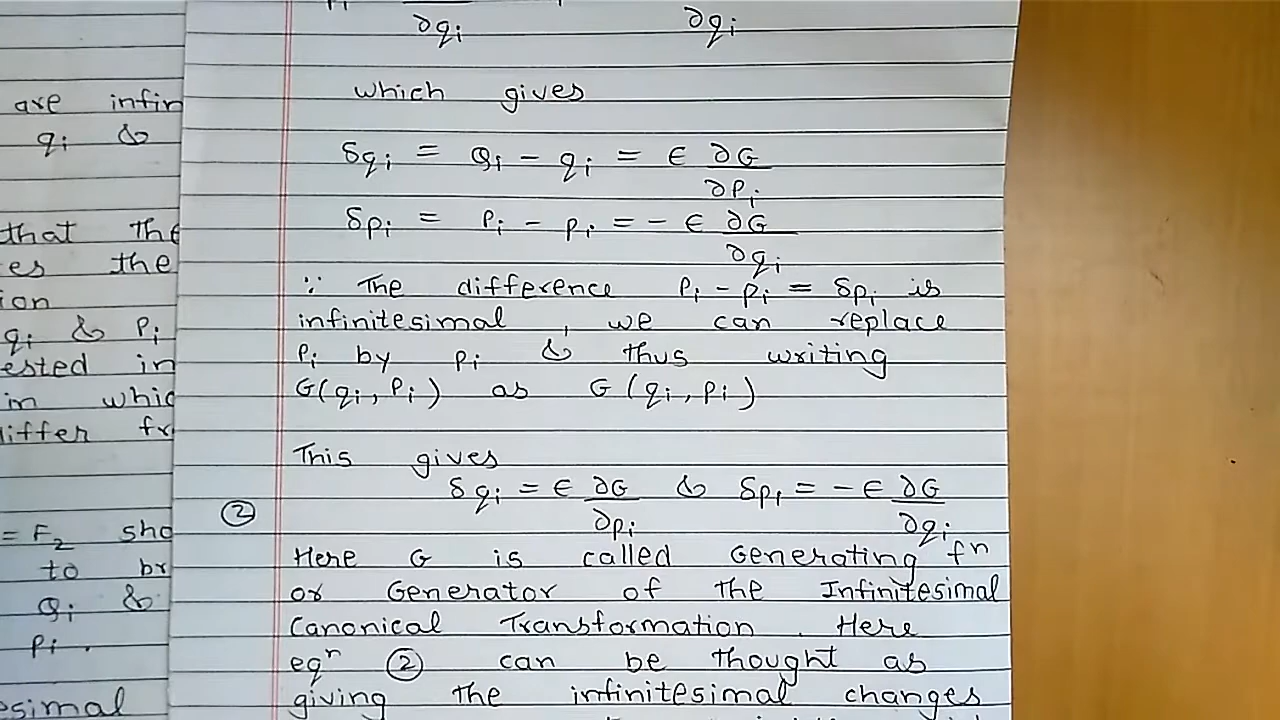 are infin
qi &
that the
es the
ion
qi & Pi
ested in
in whic
differ fr
= F2 sho
to br
Qi &
Pi .
esimal
∂qi ∂qi
which gives
δqi = Qi - qi = ϵ ∂G/∂Pi
δpi = Pi - pi = - ϵ ∂G/∂qi
∵ The difference Pi - pi = δpi is
infinitesimal , we can replace
Pi by pi & thus writing
G(qi, Pi) as G (qi, pi)
This gives
② δqi = ϵ ∂G/∂pi & δpi = - ϵ ∂G/∂qi
Here G is called Generating fn
or Generator of the Infinitesimal
Canonical Transformation . Here
eqn ② can be thought as
giving the infinitesimal changes